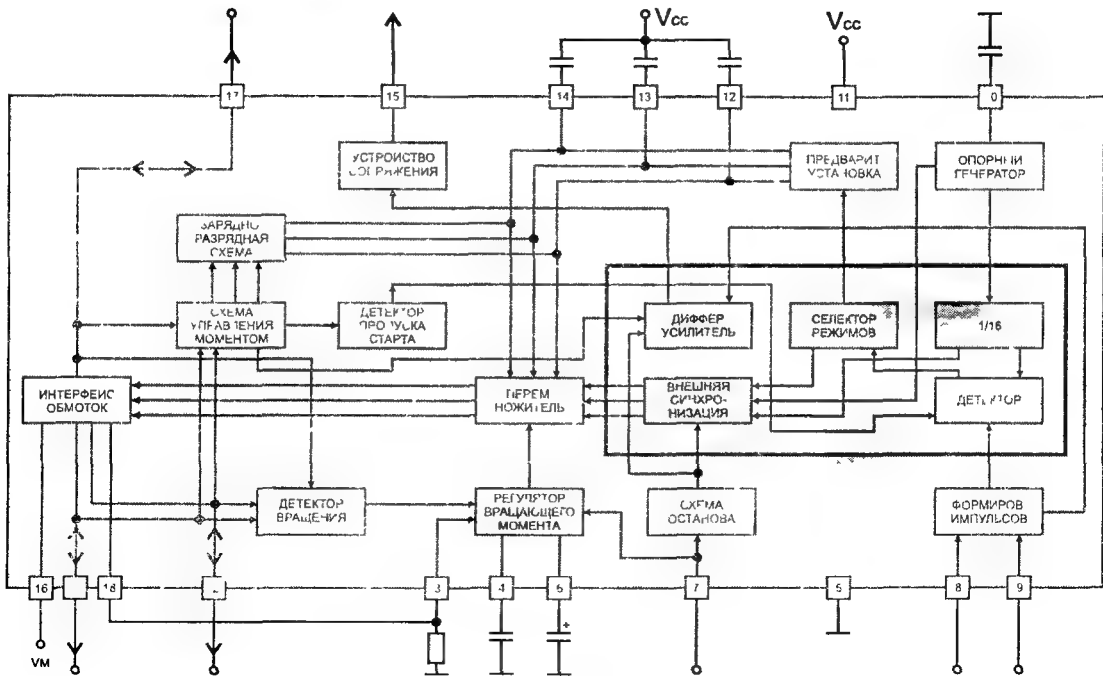 Vcc
Vcc
17
15
14
13
12
11
0
УСТРОЙСТВО
СОПРЯЖЕНИЯ
ПРЕДВАРИТ
УСТАНОВКА
ОПОРНЫЙ
ГЕНЕРАТОР
ЗАРЯДНО
РАЗРЯДНАЯ
СХЕМА
СХЕМА
УПРАВЛЕНИЯ
МОМЕНТОМ
ДЕТЕКТОР
ПРОПУСКА
СТАРТА
ДИФФЕР
УСИЛИТЕЛЬ
СЕЛЕКТОР
РЕЖИМОВ
1/16
ИНТЕРФЕЙС
ОБМОТОК
ПЕРЕМ
НОЖИТЕЛЬ
ВНЕШНЯЯ
СИНХРО-
НИЗАЦИЯ
ДЕТЕКТОР
ДЕТЕКТОР
ВРАЩЕНИЯ
РЕГУЛЯТОР
ВРАЩАЮЩЕГО
МОМЕНТА
СХЕМА
ОСТАНОВА
ФОРМИРОВ
ИМПУЛЬСОВ
16
18
3
4
6
7
5
8
9
+
VM